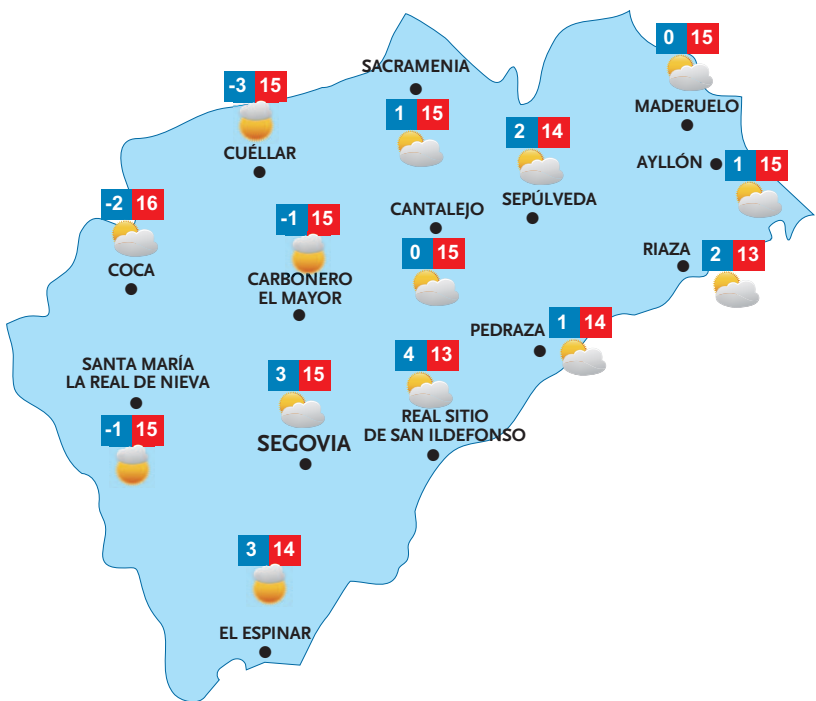 0 15
MADERUELO
SACRAMENIA
1 15
-3 15
CUÉLLAR
2 14
SEPÚLVEDA
AYLLÓN
1 15
-2 16
COCA
-1 15
CARBONERO
EL MAYOR
CANTALEJO
0 15
RIAZA
2 13
PEDRAZA
1 14
SANTA MARÍA
LA REAL DE NIEVA
-1 15
3 15
SEGOVIA
4 13
REAL SITIO
DE SAN ILDEFONSO
3 14
EL ESPINAR